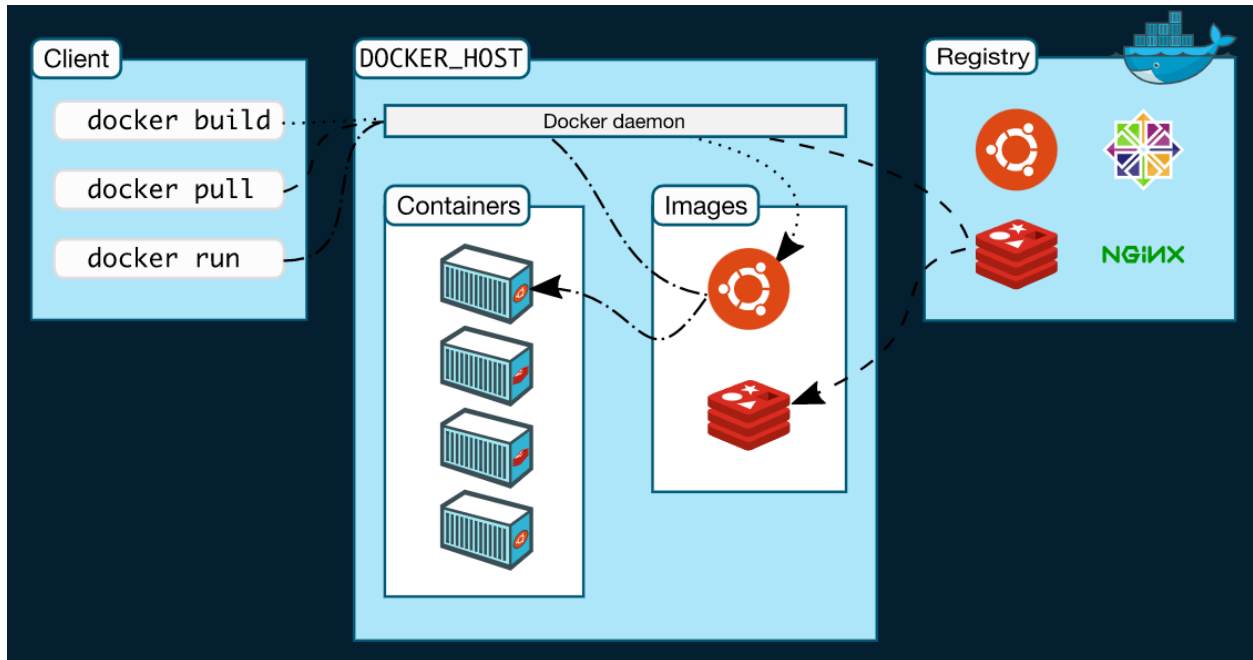 Client
docker build
docker pull
docker run
DOCKER_HOST
Docker daemon
Containers
Images
Registry
NGINX